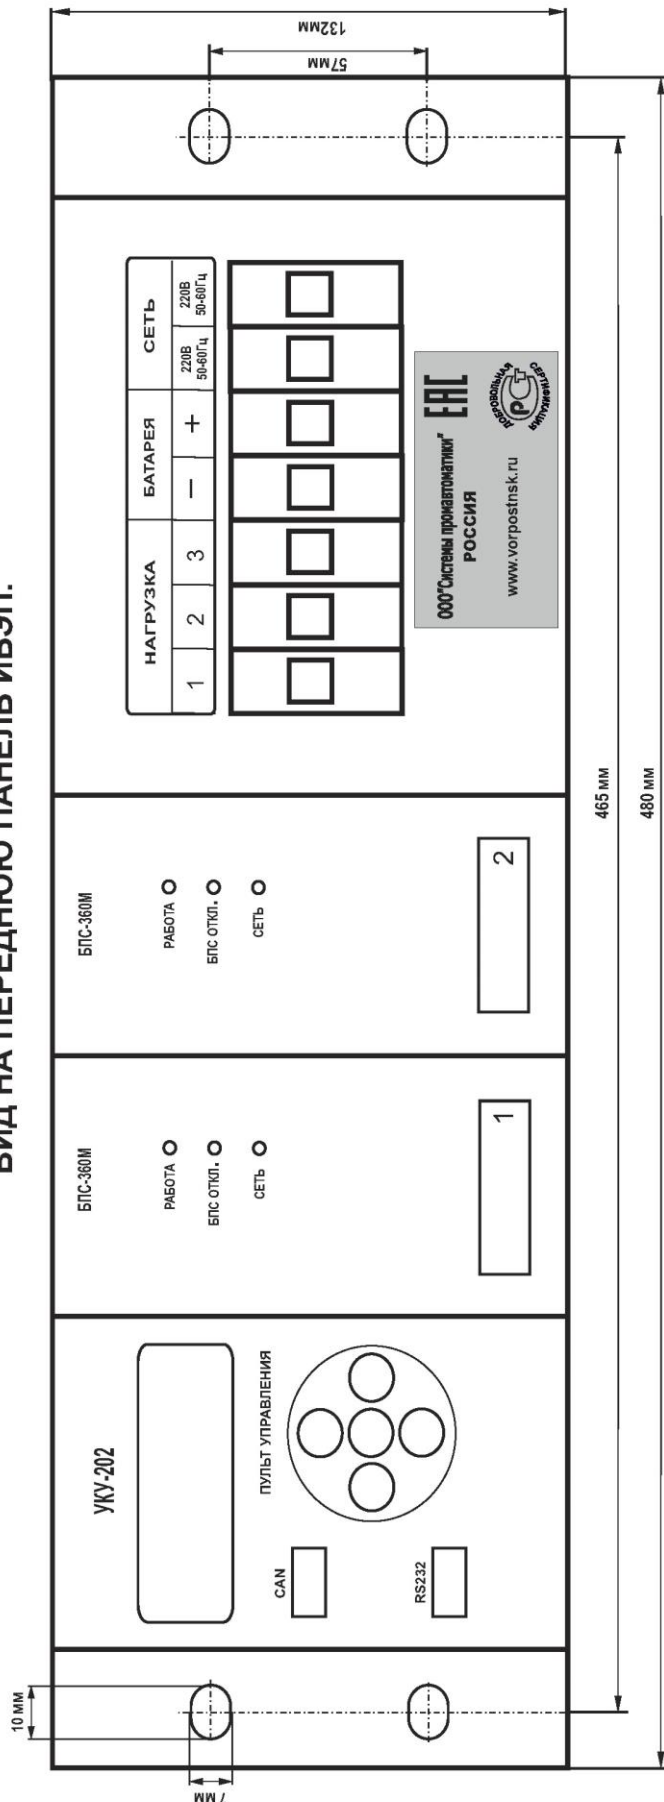 ВИД НА ПЕРЕДНЮЮ ПАНЕЛЬ ИБЭП.
10 мм
7 мм
УКУ-202
ПУЛЬТ УПРАВЛЕНИЯ
CAN
RS232
БПС-360М
РАБОТА
БПС ОТКЛ.
СЕТЬ
1
БПС-360М
РАБОТА
БПС ОТКЛ.
СЕТЬ
2
НАГРУЗКА БАТАРЕЯ СЕТЬ
1 2 3 − + 220В 50-60Гц 220В 50-60Гц
ООО"Системы промавтоматики"
РОССИЯ
www.vorpostnsk.ru
ЕАС
ДОБРОВОЛЬНАЯ
РСТ
СЕРТИФИКАЦИЯ
57мм
132мм
465 мм
480 мм